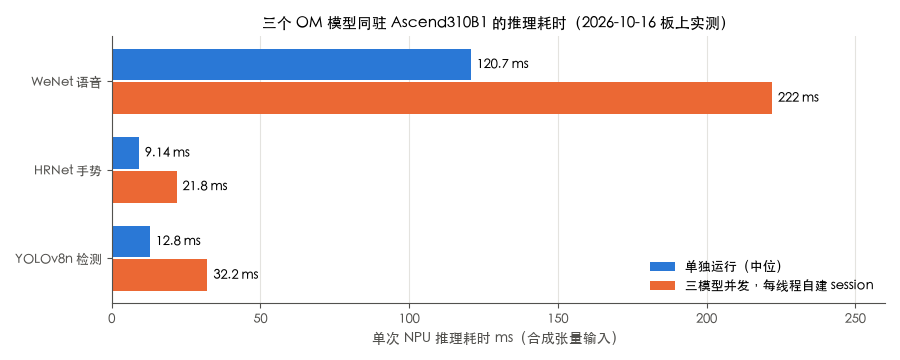 三个 OM 模型同驻 Ascend310B1 的推理耗时（2026-10-16 板上实测）
WeNet 语音
120.7 ms
222 ms
HRNet 手势
9.14 ms
21.8 ms
YOLOv8n 检测
12.8 ms
32.2 ms
单独运行（中位）
三模型并发，每线程自建 session
0 50 100 150 200 250
单次 NPU 推理耗时 ms（合成张量输入）